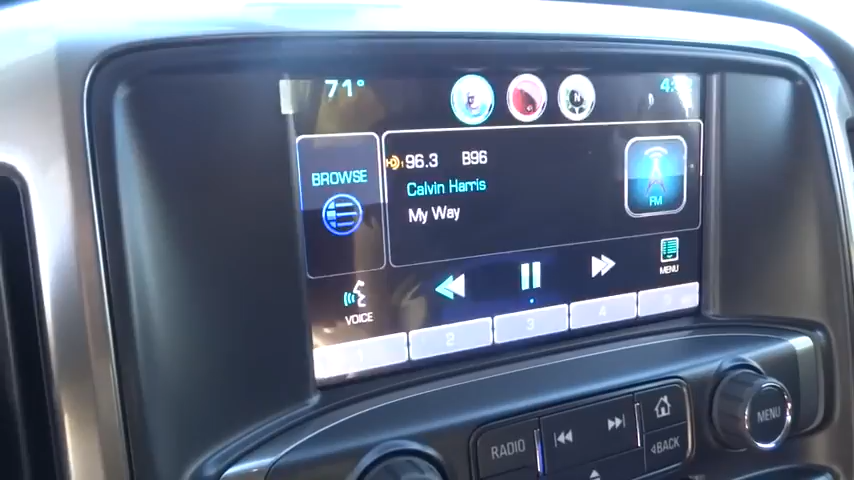 71°
N
96.3 B96
BROWSE
Calvin Harris
My Way
FM
MENU
VOICE
1 2 3 4 5
RADIO
BACK
MENU